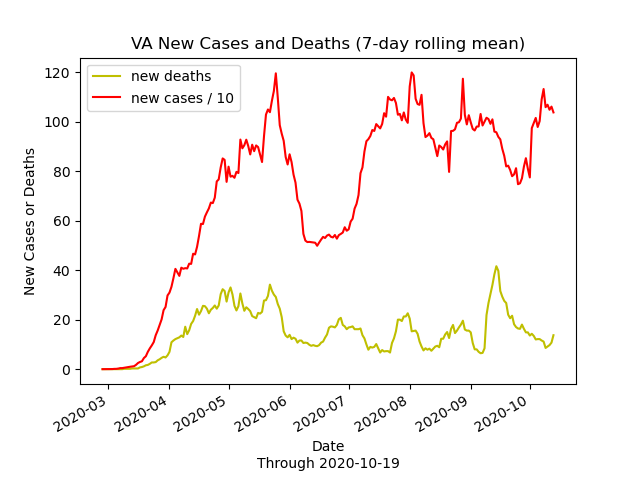 VA New Cases and Deaths (7-day rolling mean)
new deaths
new cases / 10
120
100
80
60
40
20
0
New Cases or Deaths
2020-03
2020-04
2020-05
2020-06
2020-07
2020-08
2020-09
2020-10
Date
Through 2020-10-19